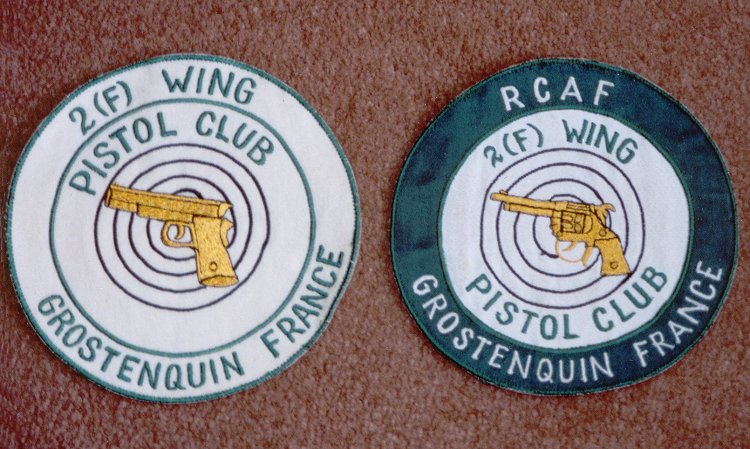 2(F) WING
PISTOL CLUB
GROSTENQUIN FRANCE
RCAF
2(F) WING
PISTOL CLUB
GROSTENQUIN FRANCE